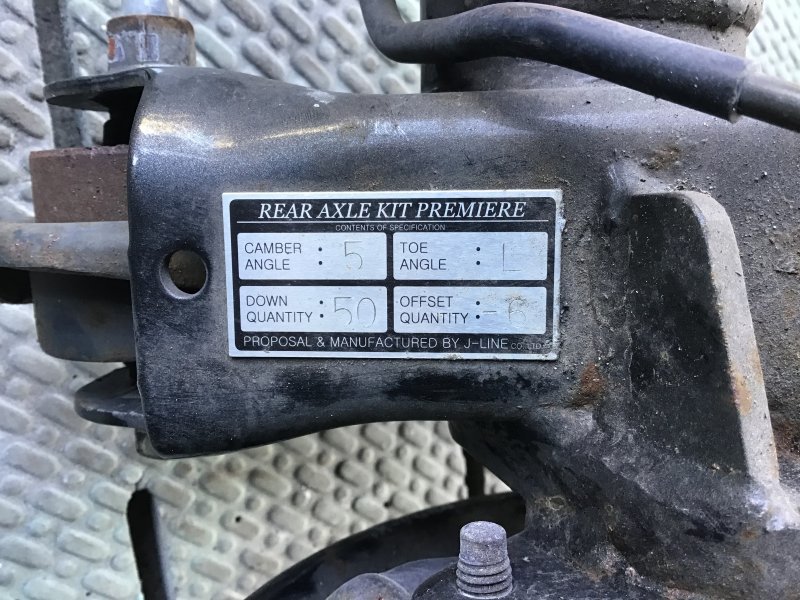 REAR AXLE KIT PREMIERE
CONTENTS OF SPECIFICATION
CAMBER ANGLE : 5
TOE ANGLE : L
DOWN QUANTITY : 50
OFFSET QUANTITY : -6
PROPOSAL & MANUFACTURED BY J-LINE CO.,LTD.